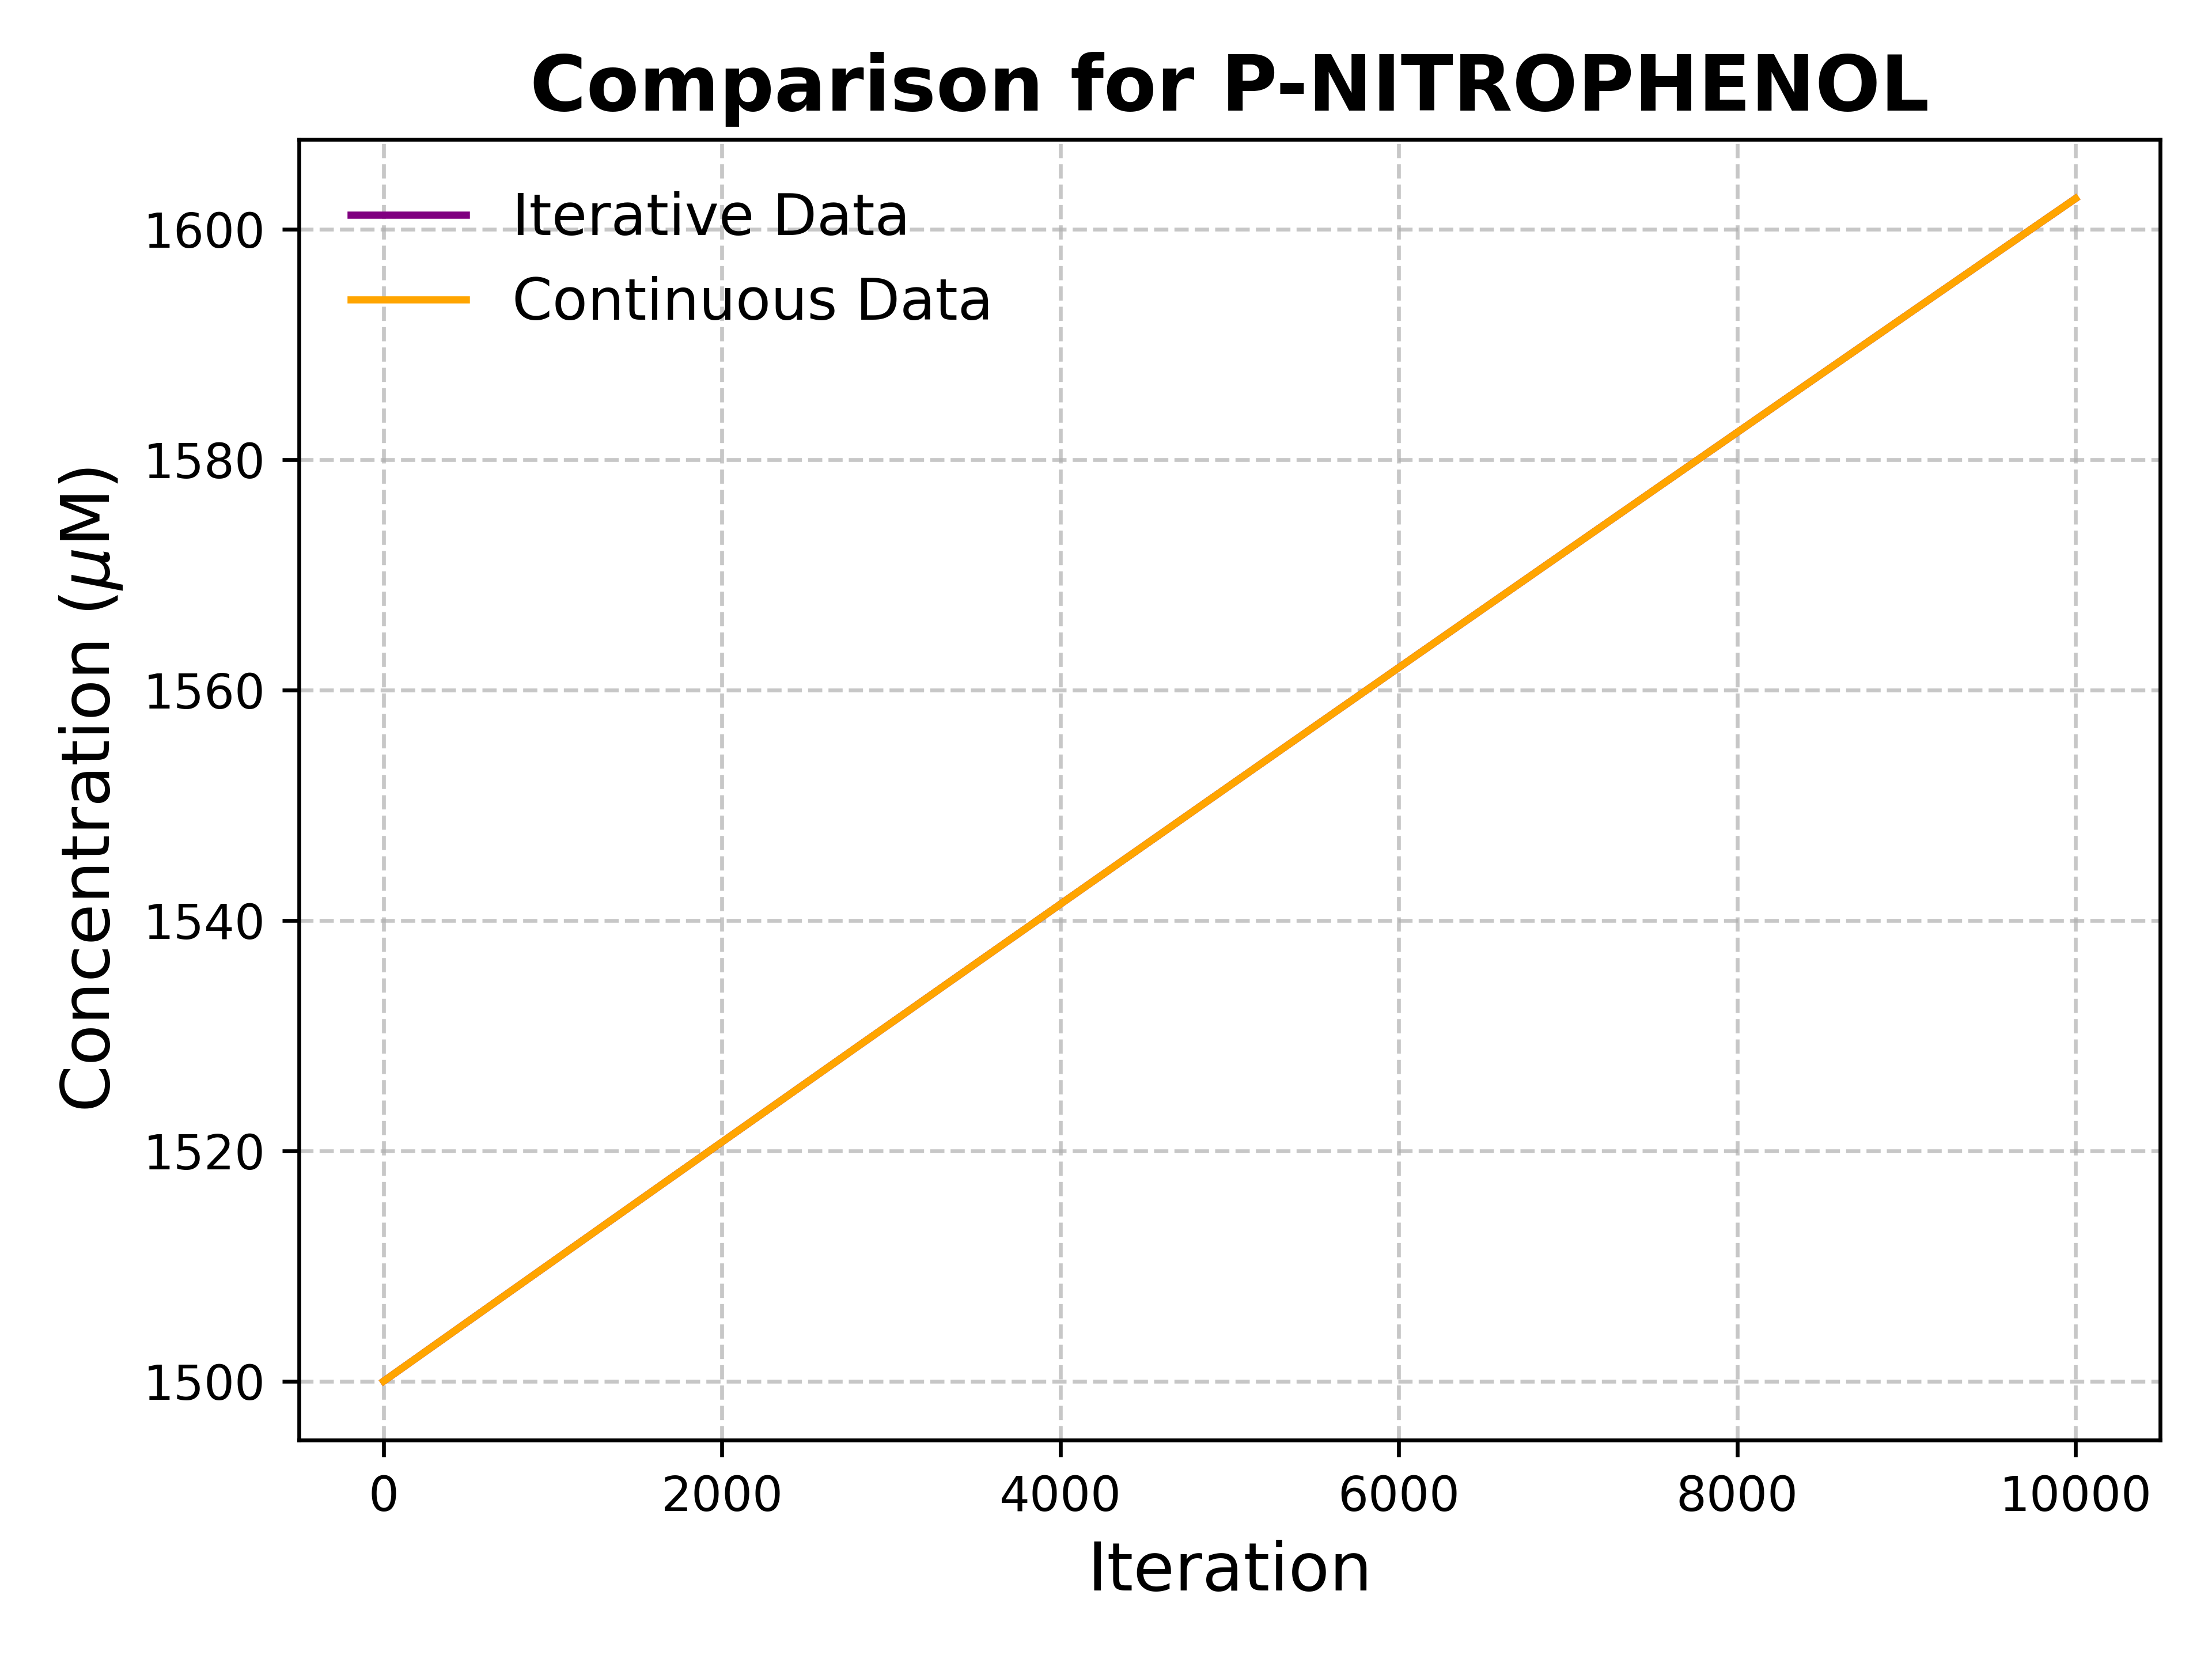 Comparison for P-NITROPHENOL
Iterative Data
Continuous Data
Concentration (μM)
1600
1580
1560
1540
1520
1500
0 2000 4000 6000 8000 10000
Iteration